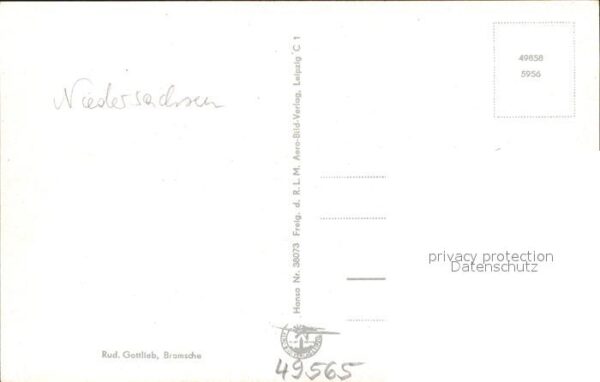 Niedersachsen
Rud. Gottlieb, Bramsche
Hansa Nr. 38073 Freig. d. R.L.M. Aero-Bild-Verlag, Leipzig C 1
49858
5956
privacy protection
Datenschutz
49565